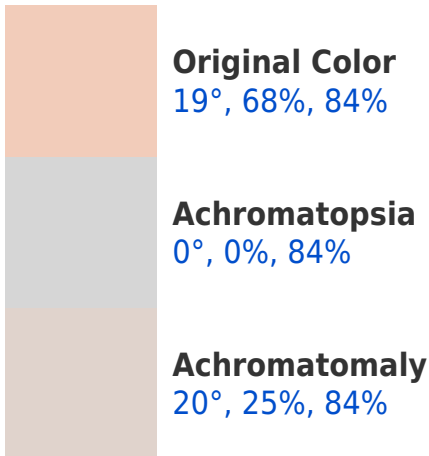 Original Color
19°, 68%, 84%
Achromatopsia
0°, 0%, 84%
Achromatomaly
20°, 25%, 84%